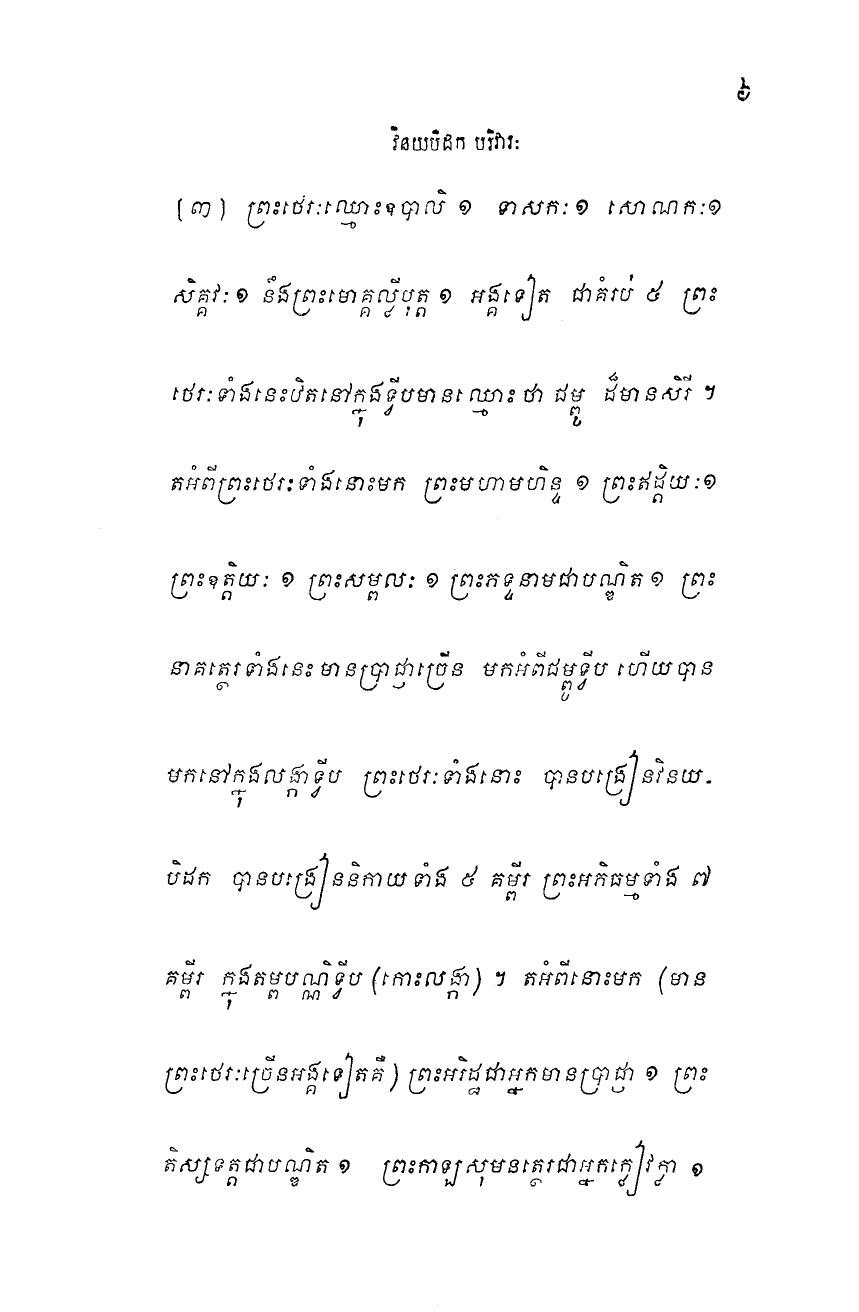 ៦
វិនយបិដក បរិវារៈ
(៣) ព្រះថេរៈឈ្មោះឧបាលិ ១ ទាសកៈ ១ សោណកៈ ១
សិគ្គវៈ ១ នឹងព្រះមោគ្គល្លីបុត្ត ១ អង្គទៀត ជាគំរប់ ៥ ព្រះ
ថេរៈទាំងនេះឋិតនៅក្នុងទ្វីបមានឈ្មោះថា ជម្ពូ ដ៏មានសិរី ។
តអំពីព្រះថេរៈទាំងនោះមក ព្រះមហាមហិន្ទ ១ ព្រះឥដ្តិយៈ ១
ព្រះឧត្តិយៈ ១ ព្រះសម្ពលៈ ១ ព្រះភទ្ទនាមជាបណ្ឌិត ១ ព្រះ
នាគត្ថេរទាំងនេះ មានប្រាជ្ញាច្រើន មកអំពីជម្ពូទ្វីប ហើយបាន
មកនៅក្នុងលង្កាទ្វីប ព្រះថេរៈទាំងនោះ បានបង្រៀនវិនយ-
បិដក បានបង្រៀននិកាយទាំង ៥ គម្ពីរ ព្រះអភិធម្មទាំង ៧
គម្ពីរ ក្នុងតម្ពបណ្ណិទ្វីប (កោះលង្កា) ។ តអំពីនោះមក (មាន
ព្រះថេរៈច្រើនអង្គទៀតគឺ) ព្រះអរិដ្ឋជាអ្នកមានប្រាជ្ញា ១ ព្រះ
តិស្សទត្តជាបណ្ឌិត ១ ព្រះកាឡសុមនត្ថេរជាអ្នកក្លៀវក្លា ១